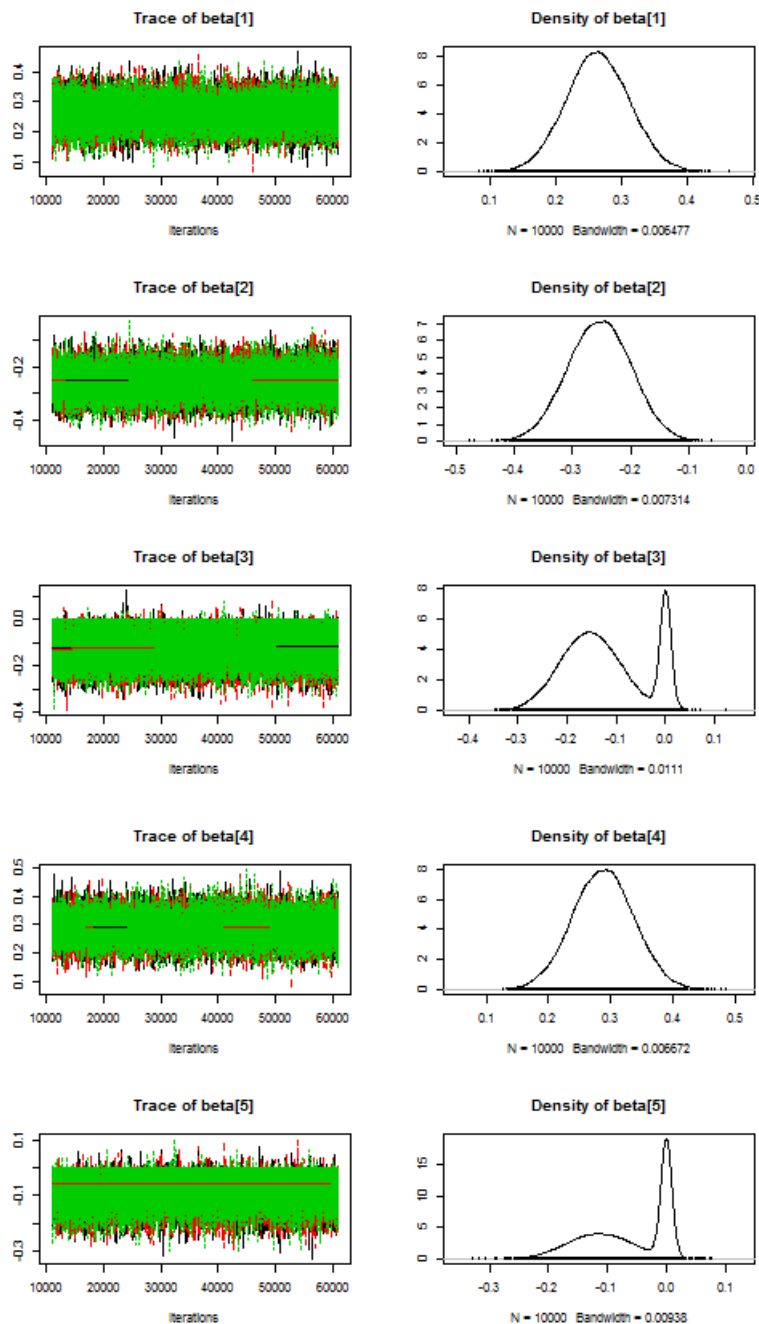 Trace of beta[1] Density of beta[1]
0.1 0.2 0.3 0.4
0 2 4 6 8
10000 20000 30000 40000 50000 60000
0.1 0.2 0.3 0.4 0.5
Iterations
N = 10000 Bandwidth = 0.006477
Trace of beta[2] Density of beta[2]
-0.4 -0.2
0 1 2 3 4 5 6 7
10000 20000 30000 40000 50000 60000
-0.5 -0.4 -0.3 -0.2 -0.1 0.0
Iterations
N = 10000 Bandwidth = 0.007314
Trace of beta[3] Density of beta[3]
-0.4 -0.2 0.0
0 2 4 6 8
10000 20000 30000 40000 50000 60000
-0.4 -0.3 -0.2 -0.1 0.0 0.1
Iterations
N = 10000 Bandwidth = 0.0111
Trace of beta[4] Density of beta[4]
0.1 0.2 0.3 0.4 0.5
0 2 4 6 8
10000 20000 30000 40000 50000 60000
0.1 0.2 0.3 0.4 0.5
Iterations
N = 10000 Bandwidth = 0.006672
Trace of beta[5] Density of beta[5]
-0.3 -0.1 0.1
0 5 10 15
10000 20000 30000 40000 50000 60000
-0.3 -0.2 -0.1 0.0 0.1
Iterations
N = 10000 Bandwidth = 0.00938